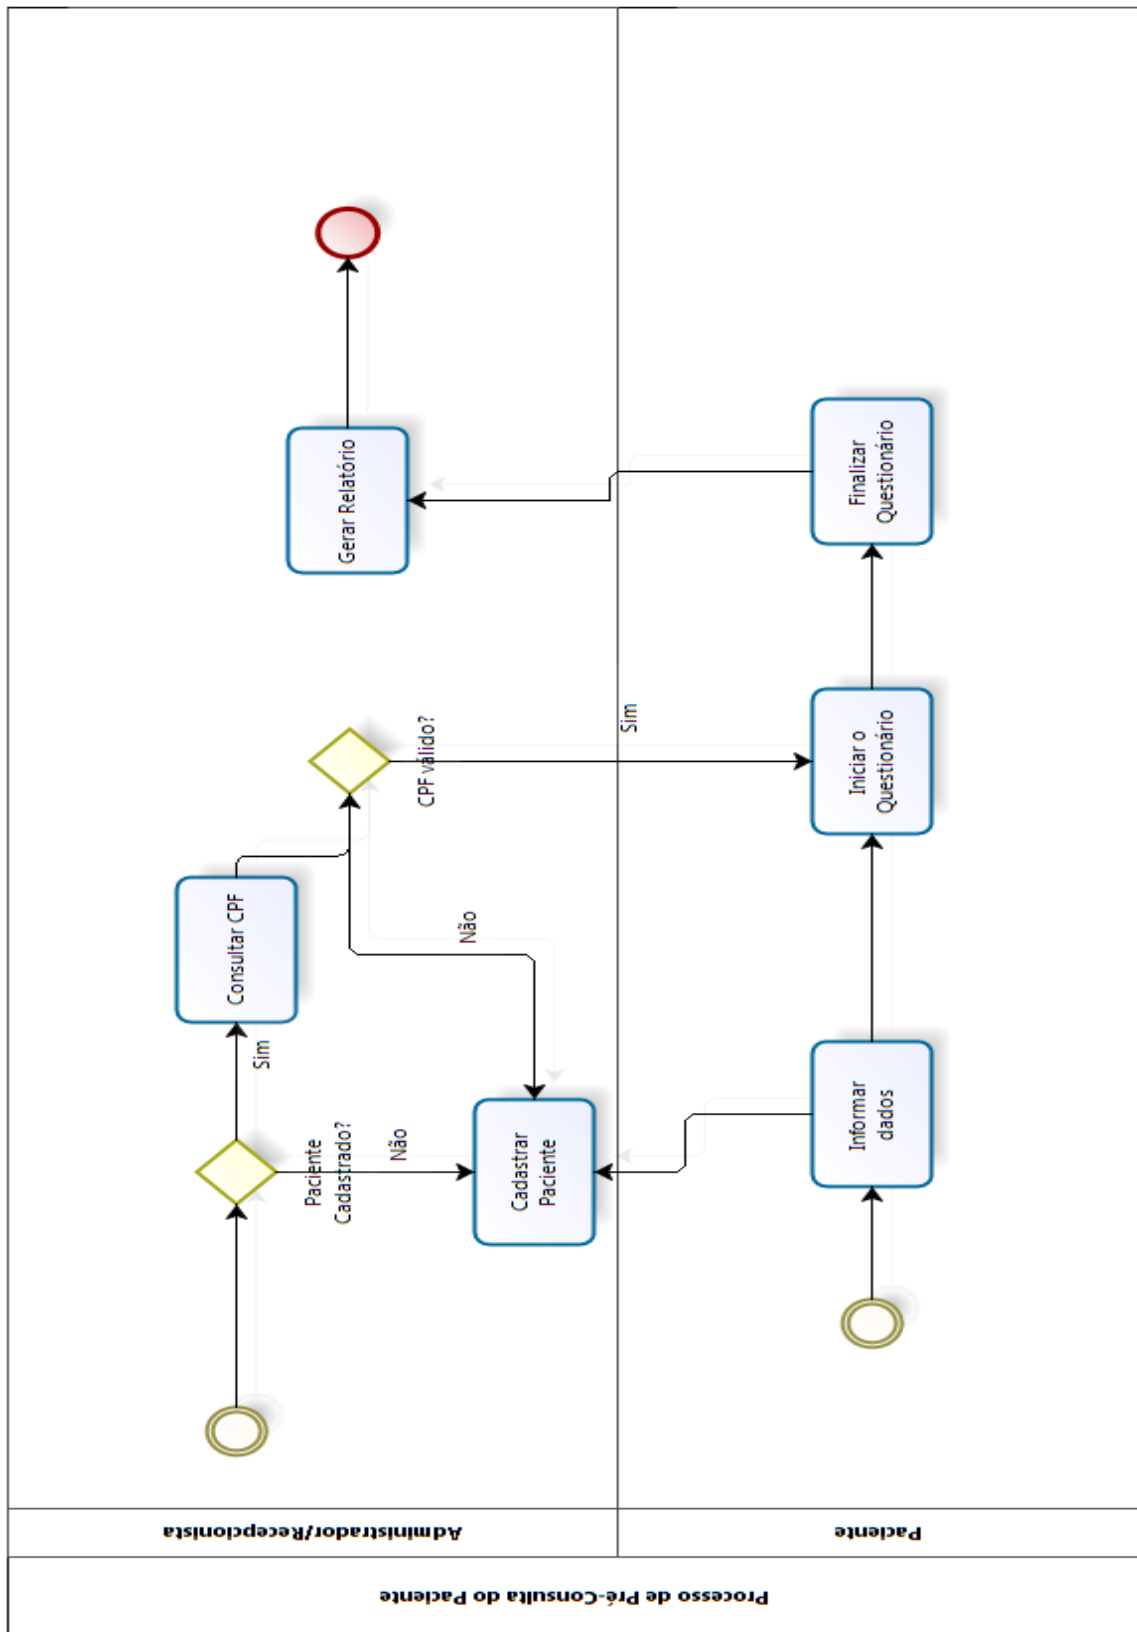 Processo de Pré-Consulta do Paciente
Administrador/Recepcionista
Paciente
Cadastrado?
Não
Sim
Consultar CPF
Cadastrar
Paciente
Não
CPF válido?
Sim
Gerar Relatório
Paciente
Informar
dados
Iniciar o
Questionário
Finalizar
Questionário